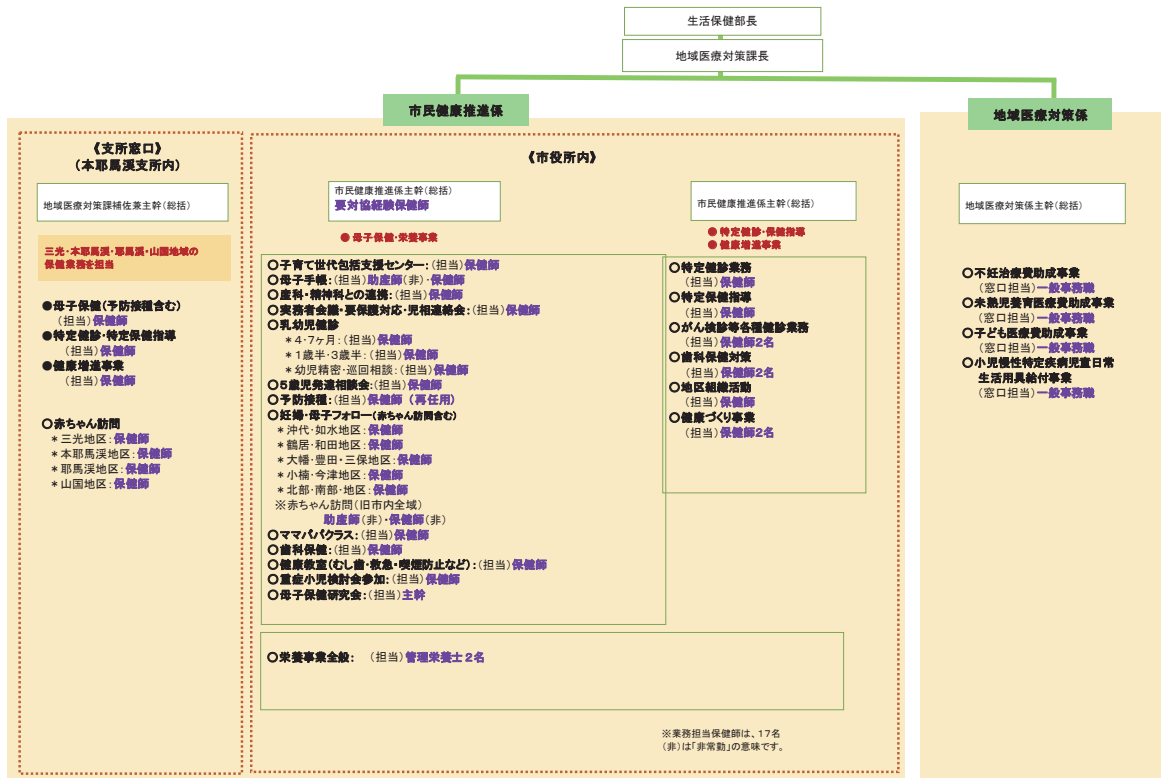 生活保健部長
地域医療対策課長
市民健康推進係
地域医療対策係
《支所窓口》
(本耶馬渓支所内)
地域医療対策課補佐兼主幹(総括)
三光・本耶馬渓・耶馬渓・山国地域の
保健業務を担当
●母子保健(予防接種含む)
(担当)保健師
●特定健診・特定保健指導
(担当)保健師
●健康増進事業
(担当)保健師
○赤ちゃん訪問
＊三光地区:保健師
＊本耶馬渓地区:保健師
＊耶馬渓地区:保健師
＊山国地区:保健師
《市役所内》
市民健康推進係主幹(総括)
要対協経験保健師
●母子保健・栄養事業
○子育て世代包括支援センター:(担当)保健師
○母子手帳:(担当)助産師(非)・保健師
○産科・精神科との連携:(担当)保健師
○実務者会議・要保護対応・児相連絡会:(担当)保健師
○乳幼児健診
＊4・7ヶ月:(担当)保健師
＊1歳半・3歳半:(担当)保健師
＊幼児精密・巡回相談:(担当)保健師
○5歳児発達相談会:(担当)保健師
○予防接種:(担当)保健師(再任用)
○妊婦・母子フォロー(赤ちゃん訪問含む)
＊沖代・如水地区:保健師
＊鶴居・和田地区:保健師
＊大幡・豊田・三保地区:保健師
＊小楠・今津地区:保健師
＊北部・南部・地区:保健師
※赤ちゃん訪問(旧市内全域)
助産師(非)・保健師(非)
○ママパパクラス:(担当)保健師
○歯科保健:(担当)保健師
○健康教室(むし歯・救急・喫煙防止など):(担当)保健師
○重症小児検討会参加:(担当)保健師
○母子保健研究会:(担当)主幹
○栄養事業全般: (担当)管理栄養士2名
市民健康推進係主幹(総括)
●特定健診・保健指導
●健康増進事業
○特定健診業務
(担当)保健師
○特定保健指導
(担当)保健師
○がん検診等各種健診業務
(担当)保健師2名
○歯科保健対策
(担当)保健師2名
○地区組織活動
(担当)保健師
○健康づくり事業
(担当)保健師2名
※業務担当保健師は、17名
(非)は「非常勤」の意味です。
地域医療対策係主幹(総括)
○不妊治療費助成事業
(窓口担当)一般事務職
○未熟児養育医療費助成事業
(窓口担当)一般事務職
○子ども医療費助成事業
(窓口担当)一般事務職
○小児慢性特定疾病児童日常
生活用具給付事業
(窓口担当)一般事務職